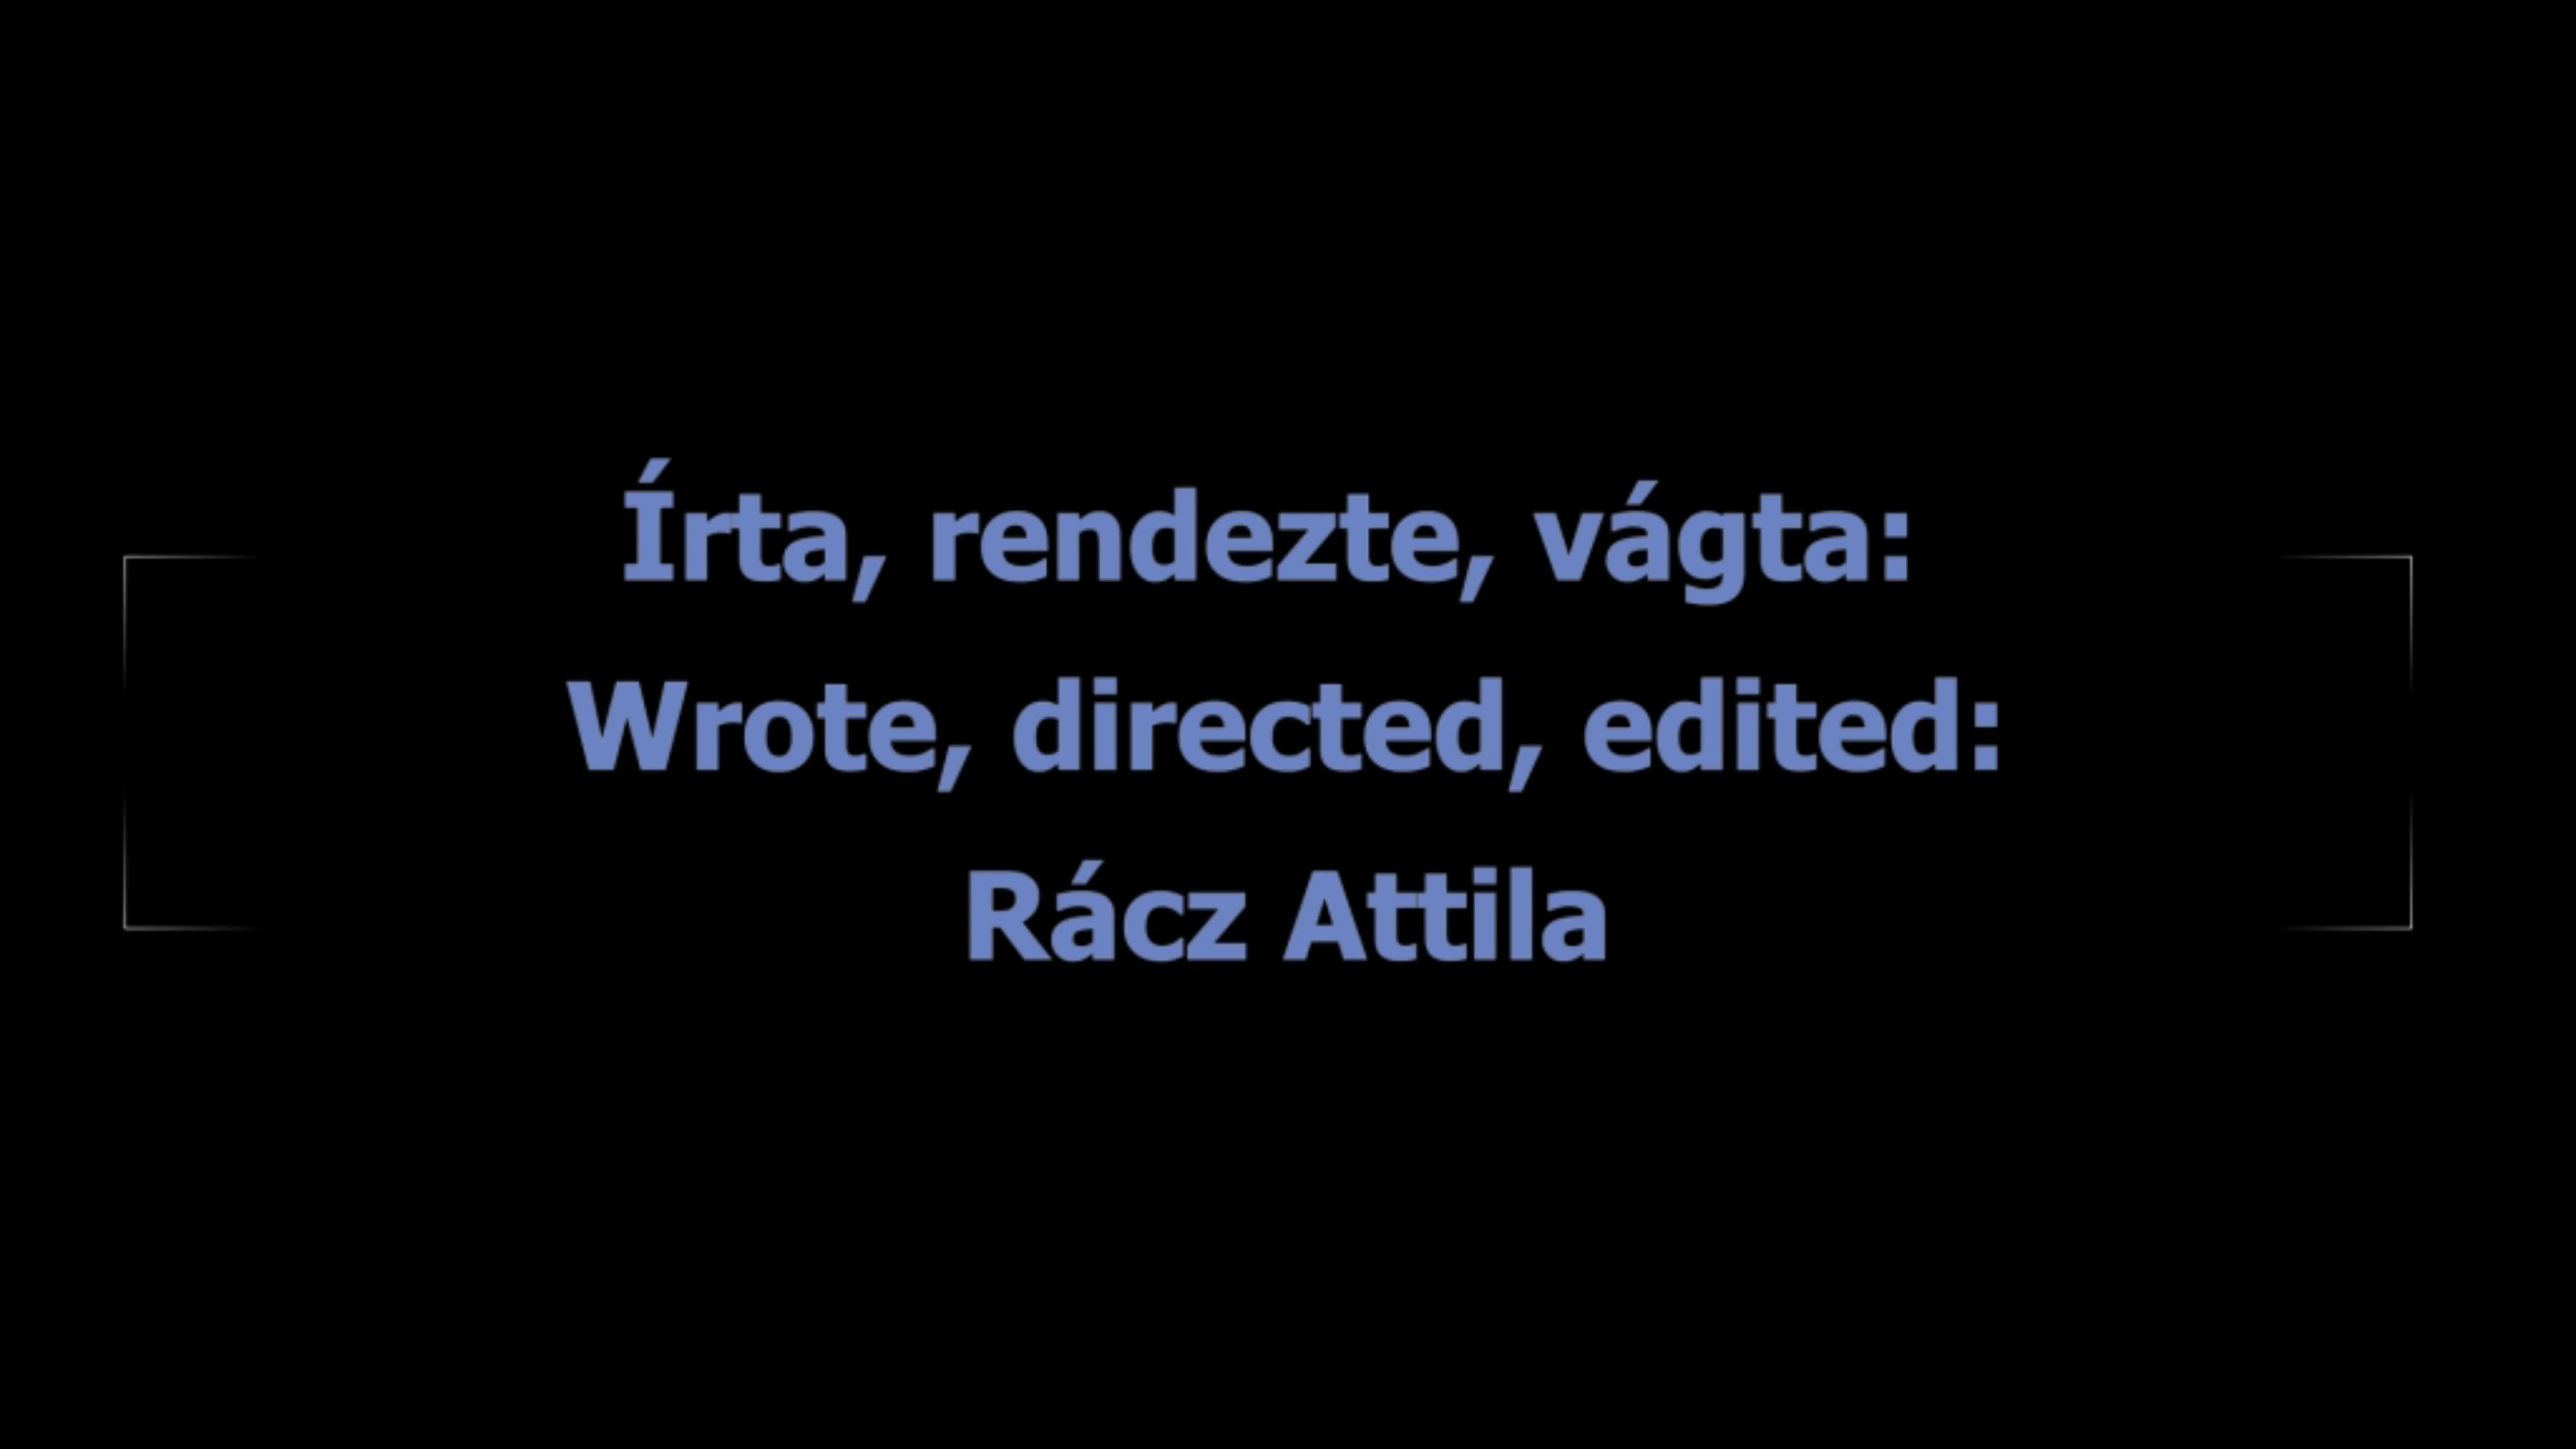 Írta, rendezte, vágta:
Wrote, directed, edited:
Rácz Attila